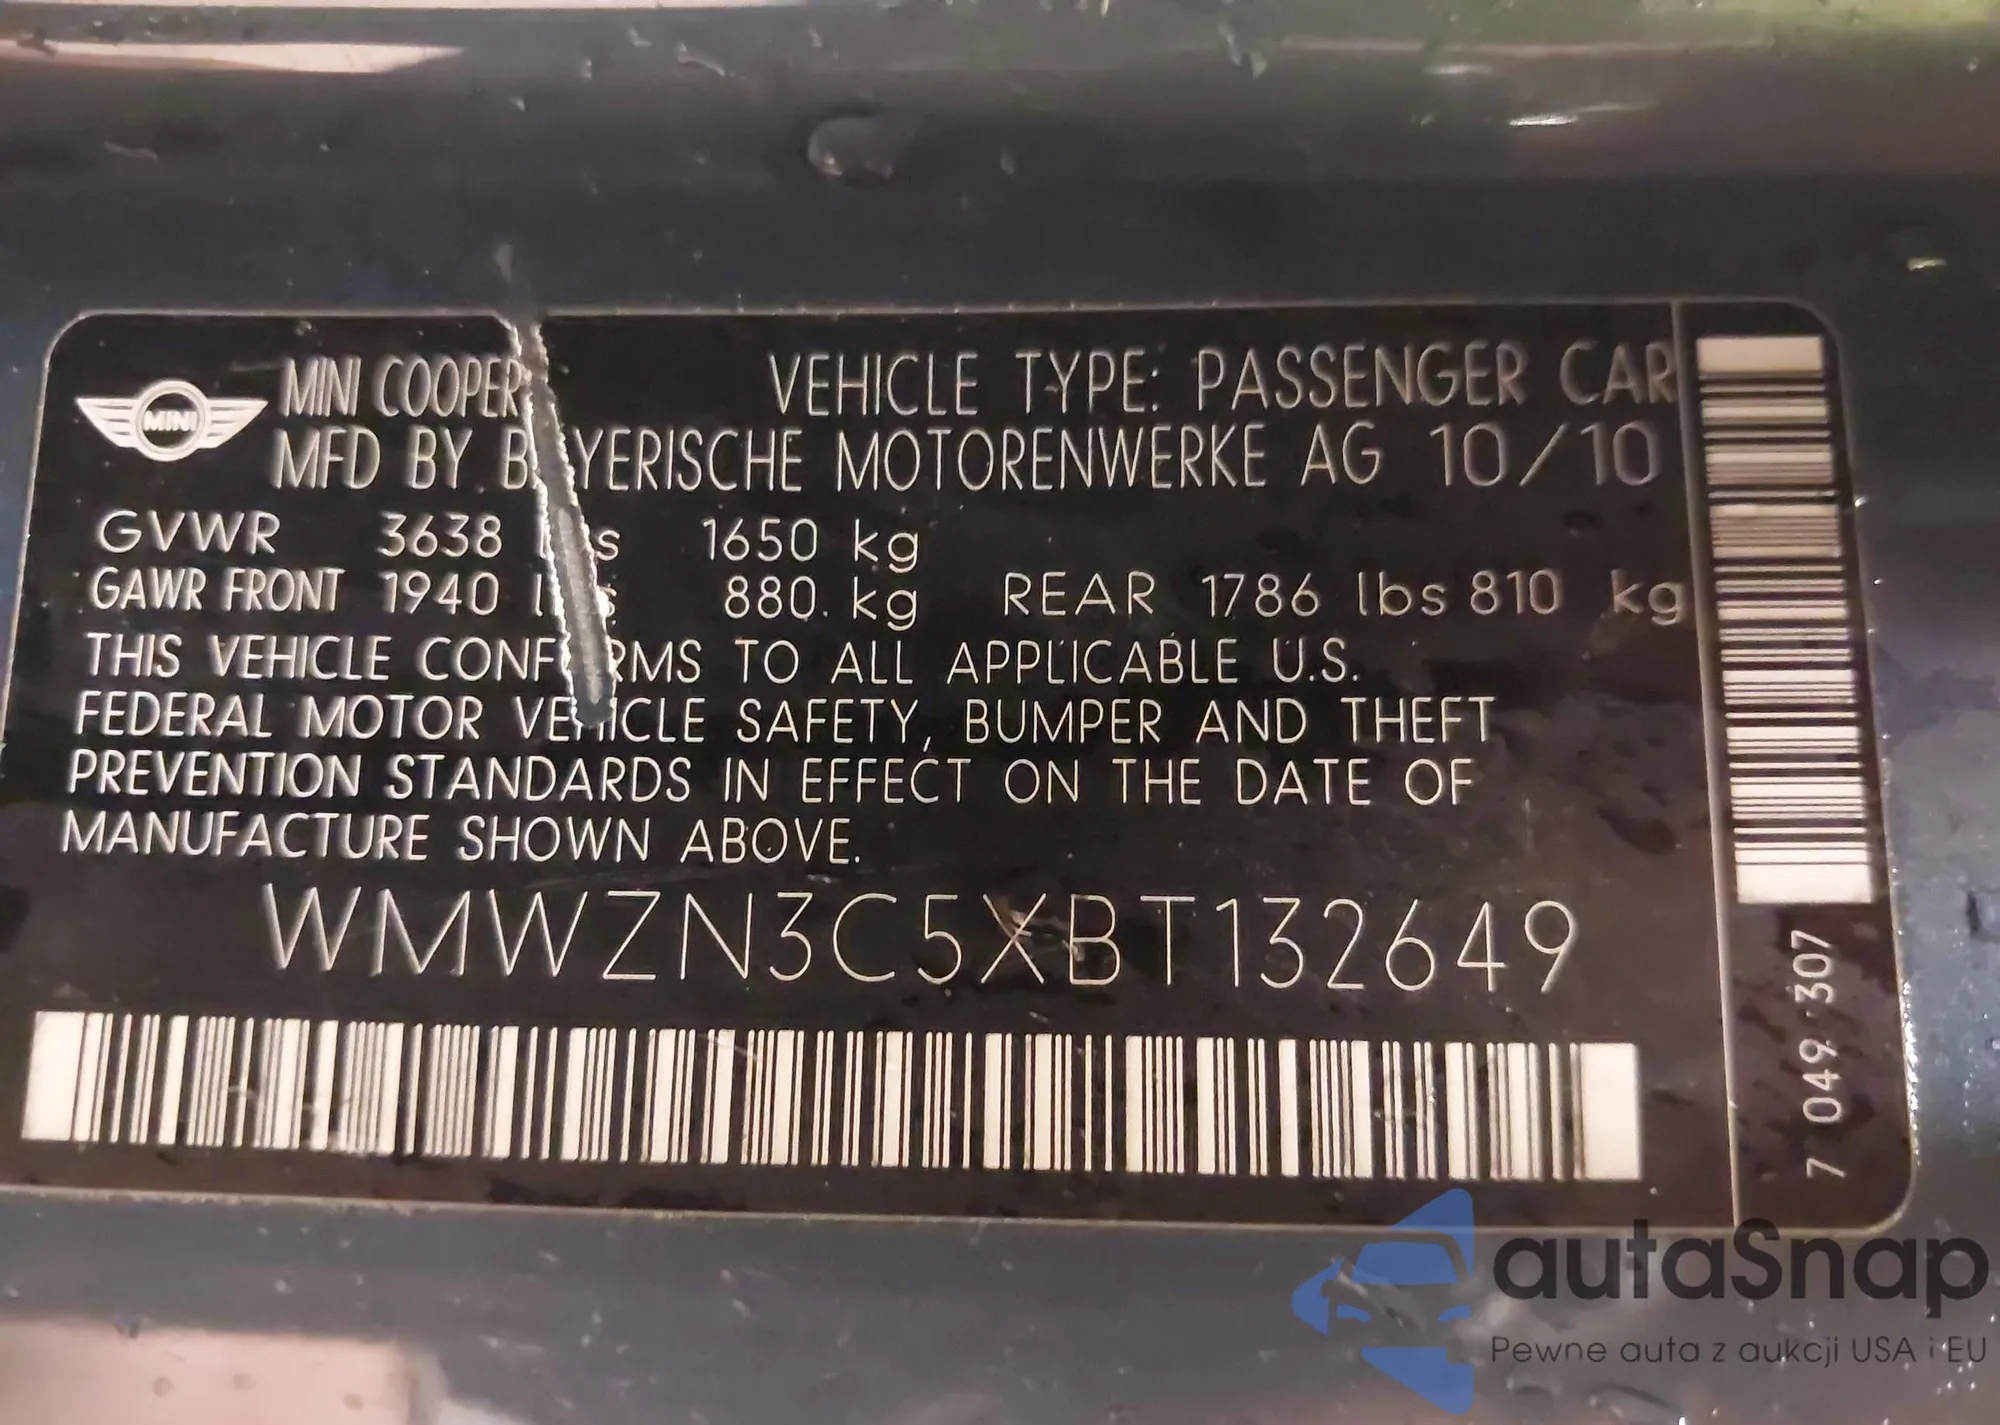 MINI
MINI COOPER VEHICLE TYPE: PASSENGER CAR
MFD BY BAYERISCHE MOTORENWERKE AG 10/10
GVWR 3638 lbs 1650 kg
GAWR FRONT 1940 lbs 880. kg REAR 1786 lbs 810 kg
THIS VEHICLE CONFORMS TO ALL APPLICABLE U.S.
FEDERAL MOTOR VEHICLE SAFETY, BUMPER AND THEFT
PREVENTION STANDARDS IN EFFECT ON THE DATE OF
MANUFACTURE SHOWN ABOVE.
WMWZN3C5XBT132649
7 049 307
autaSnap
Pewne auta z aukcji USA i EU